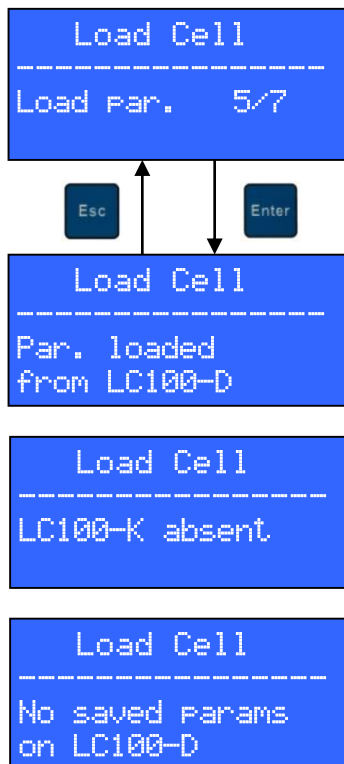 Load Cell
Load par. 5/7
Esc Enter
Load Cell
Par. loaded
from LC100-D
Load Cell
LC100-K absent
Load Cell
No saved params
on LC100-D